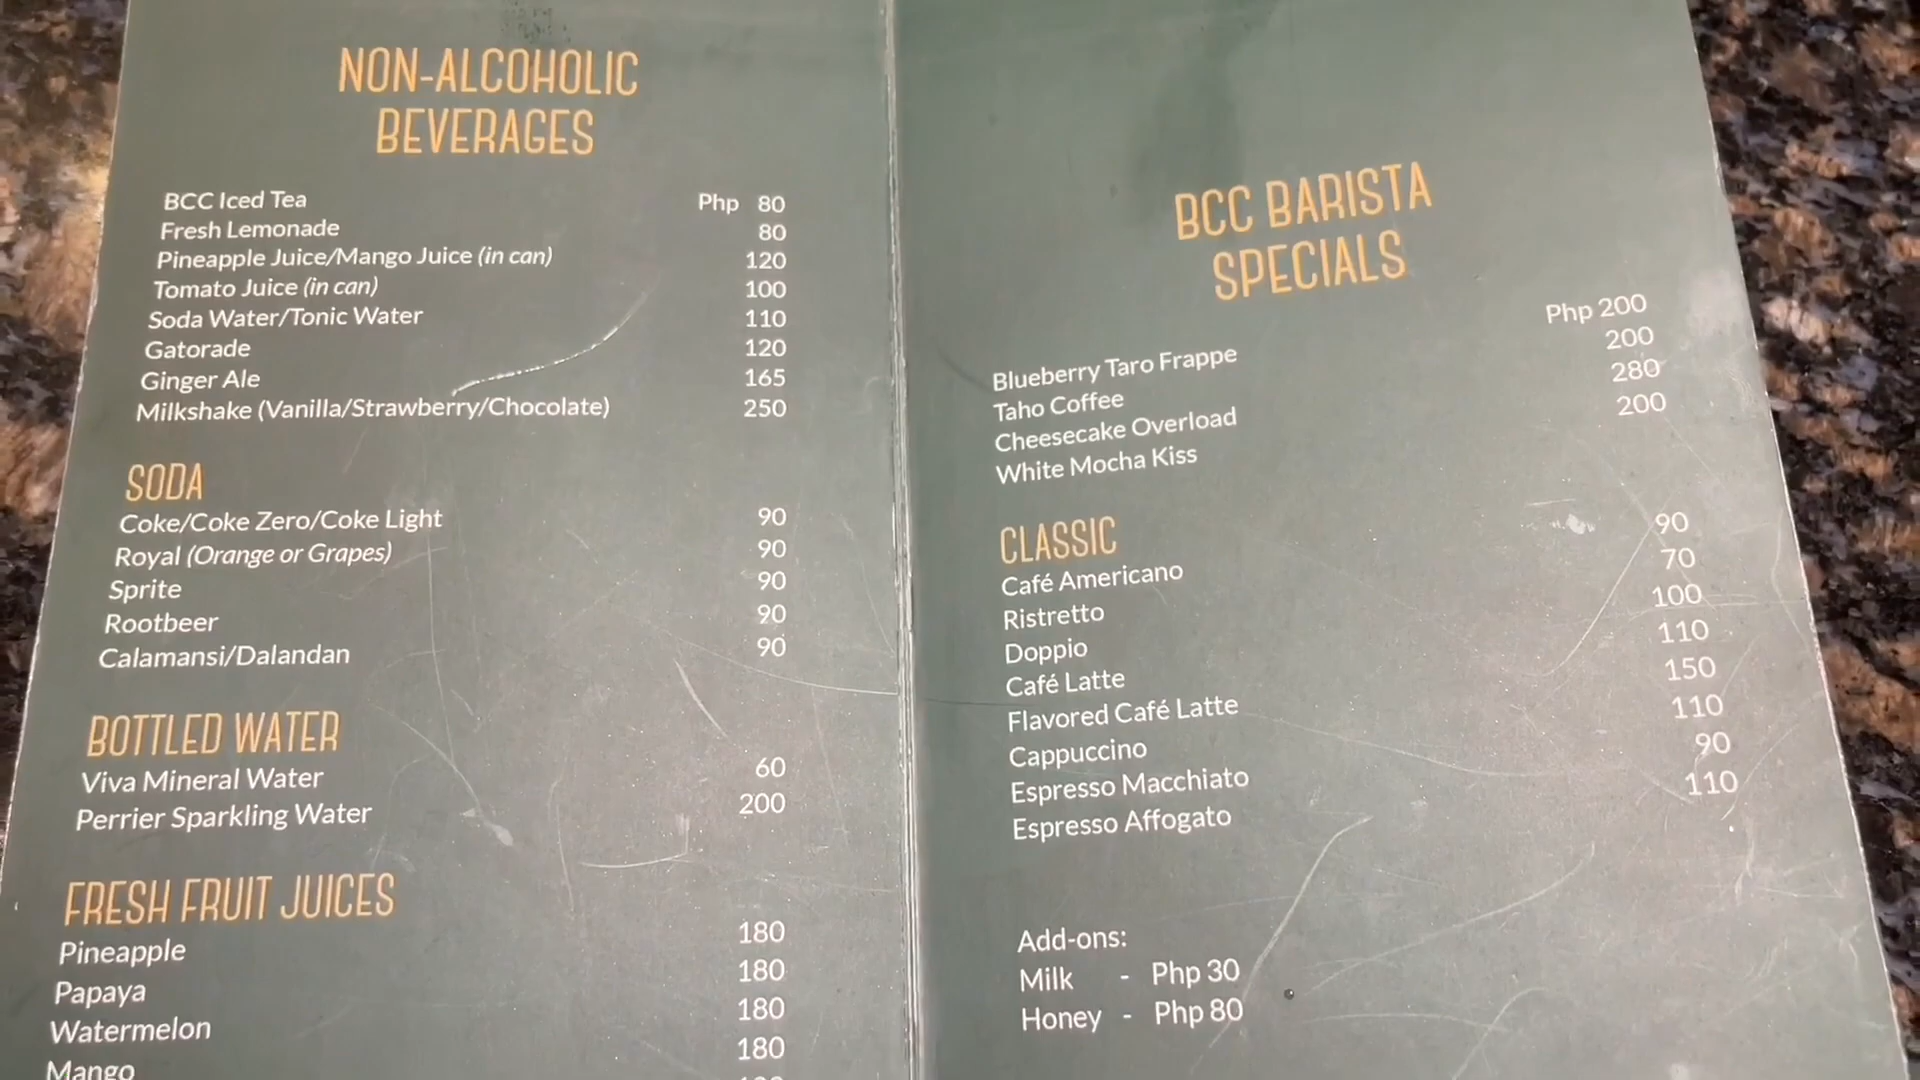 NON-ALCOHOLIC
BEVERAGES
BCC Iced Tea Php 80
Fresh Lemonade 80
Pineapple Juice/Mango Juice (in can) 120
Tomato Juice (in can) 100
Soda Water/Tonic Water 110
Gatorade 120
Ginger Ale 165
Milkshake (Vanilla/Strawberry/Chocolate) 250
SODA
Coke/Coke Zero/Coke Light 90
Royal (Orange or Grapes) 90
Sprite 90
Rootbeer 90
Calamansi/Dalandan 90
BOTTLED WATER
Viva Mineral Water 60
Perrier Sparkling Water 200
FRESH FRUIT JUICES
Pineapple 180
Papaya 180
Watermelon 180
Mango 180
BCC BARISTA
SPECIALS
Blueberry Taro Frappe Php 200
Taho Coffee 200
Cheesecake Overload 280
White Mocha Kiss 200
CLASSIC
Café Americano 90
Ristretto 70
Doppio 100
Café Latte 110
Flavored Café Latte 150
Cappuccino 110
Espresso Macchiato 90
Espresso Affogato 110
Add-ons:
Milk - Php 30
Honey - Php 80